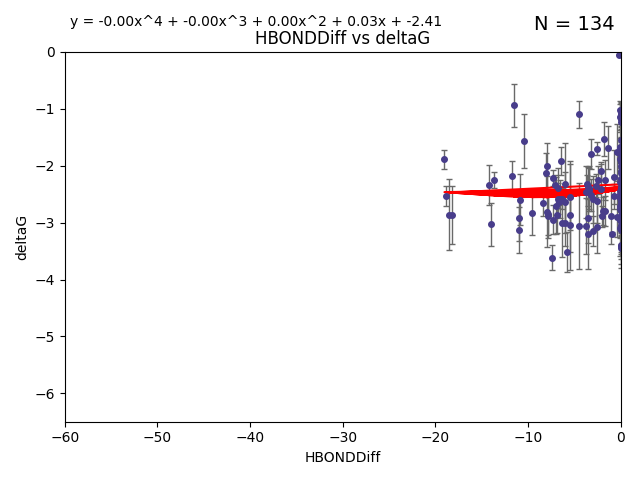 y = -0.00x^4 + -0.00x^3 + 0.00x^2 + 0.03x + -2.41
N = 134
HBONDDiff vs deltaG
0
−1
−2
−3
−4
−5
−6
deltaG
−60 −50 −40 −30 −20 −10 0
HBONDDiff